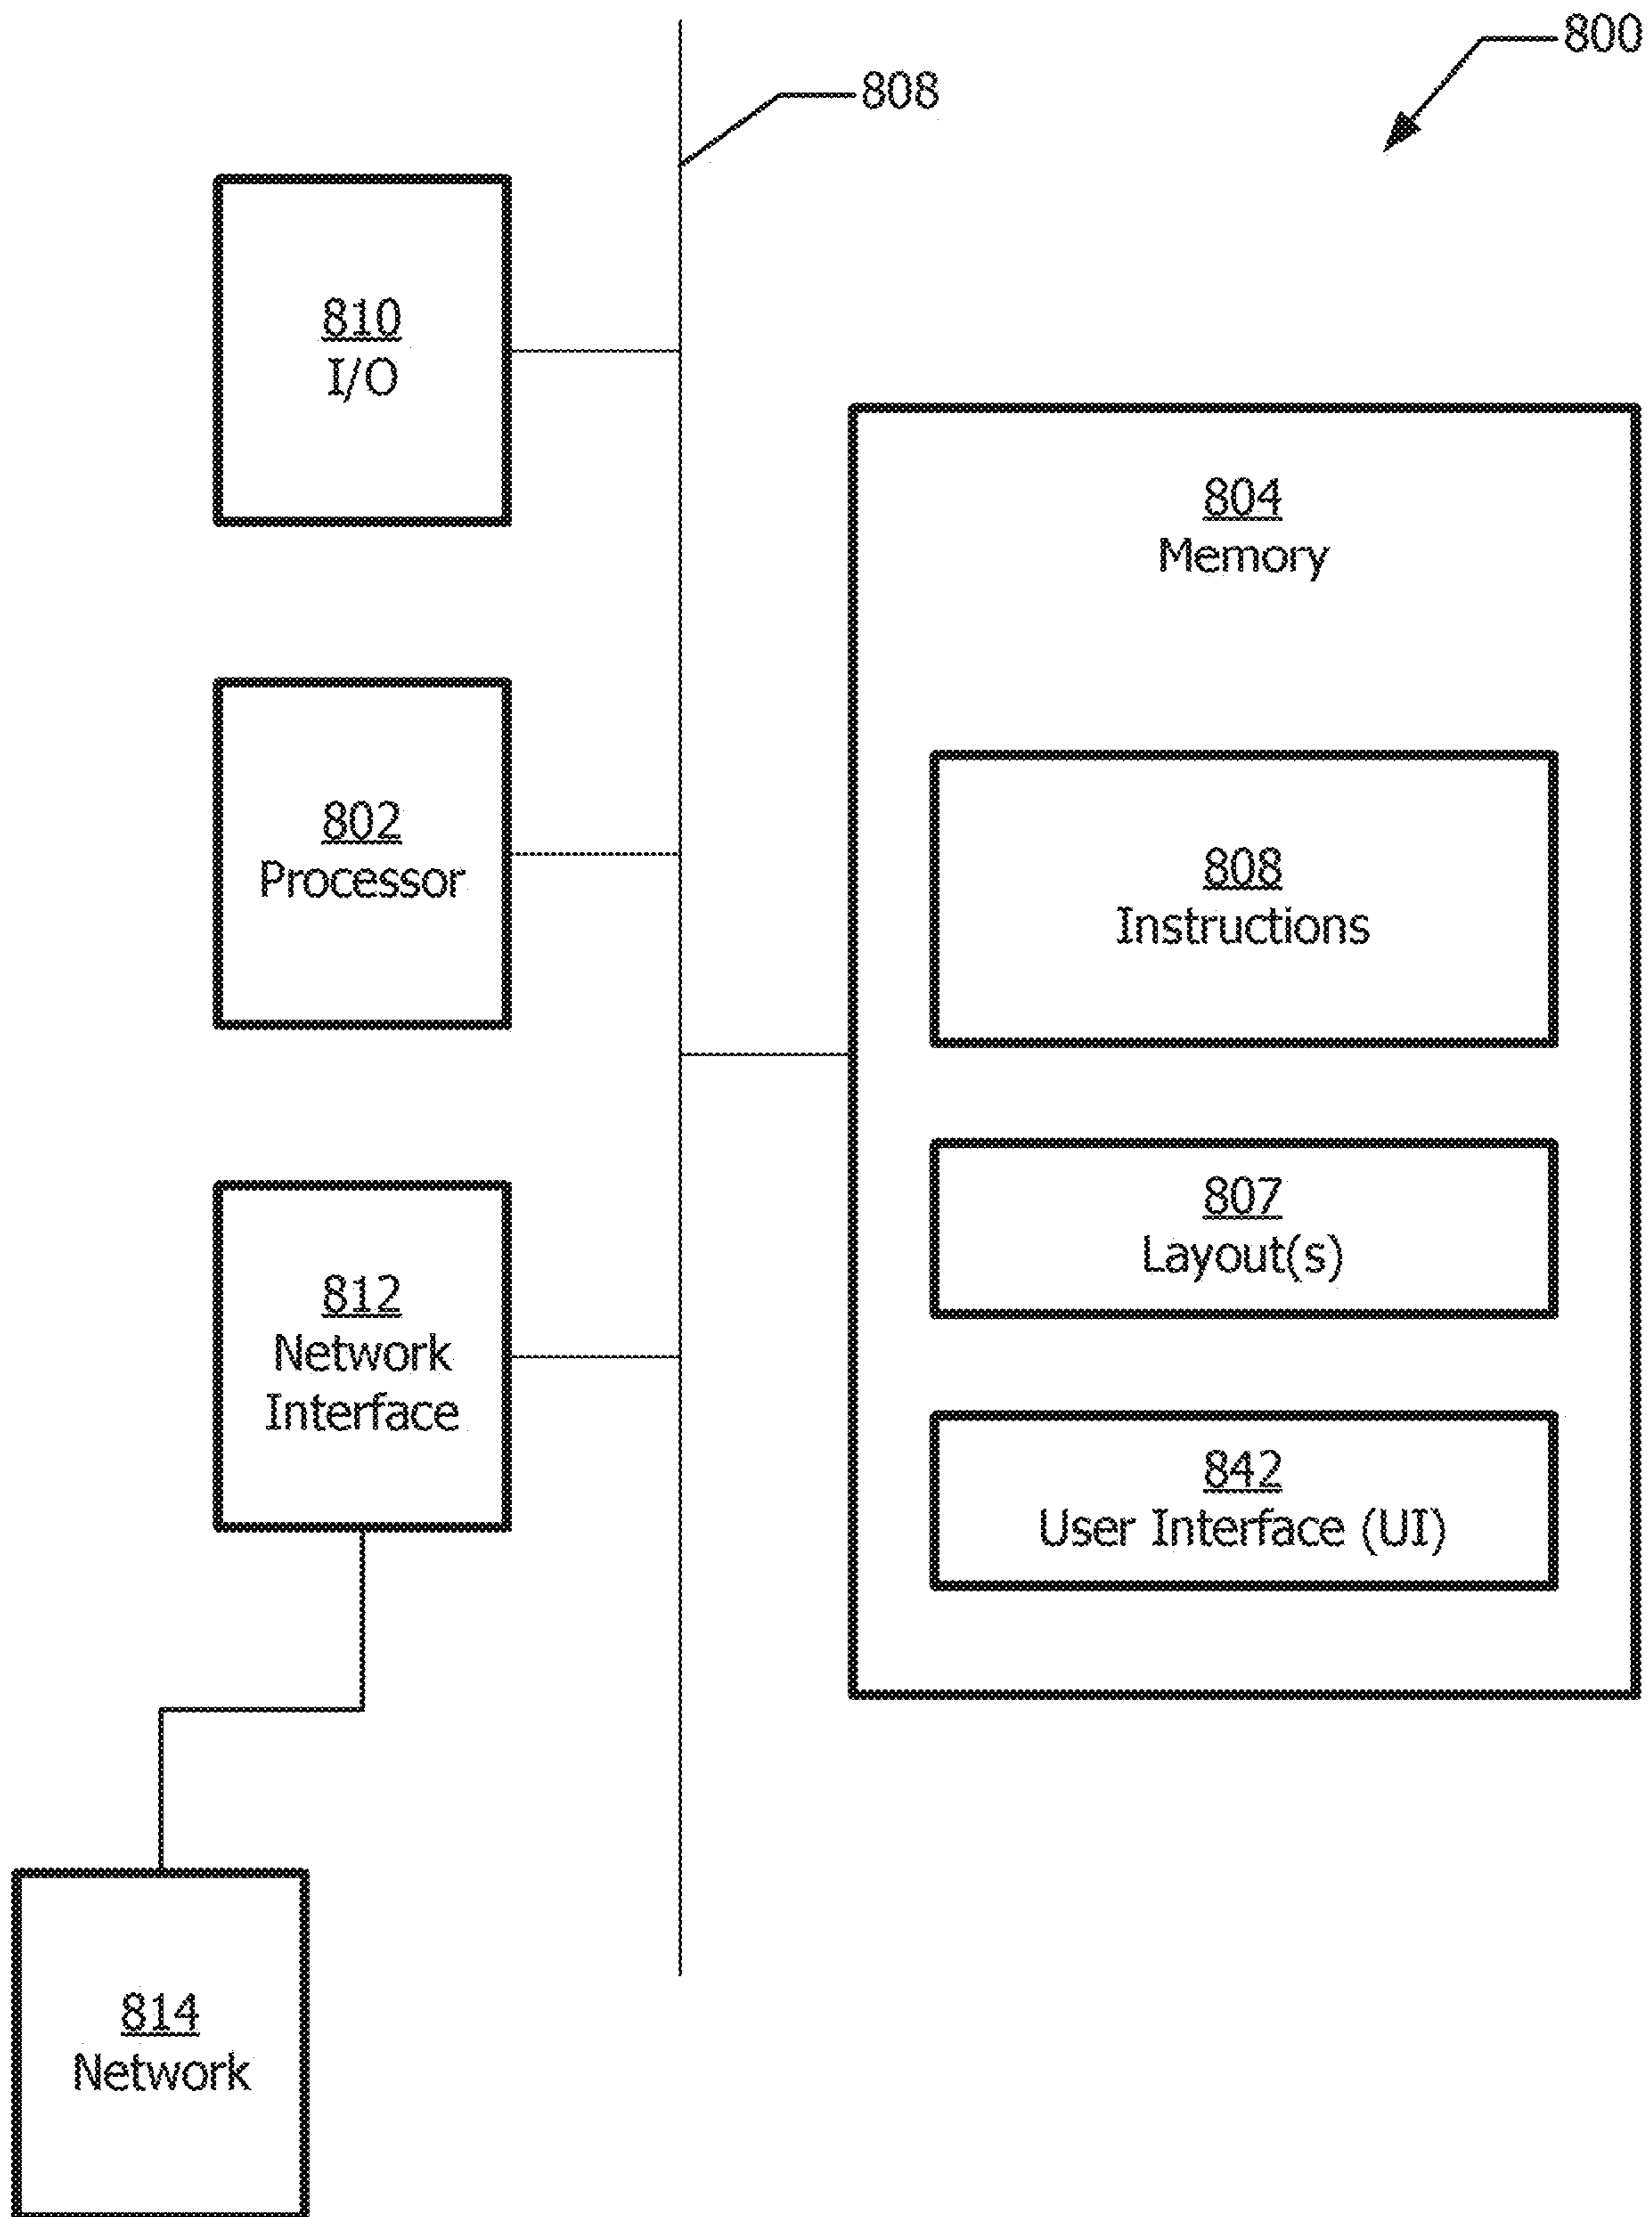 800
808
810
I/O
804
Memory
802
Processor
808
Instructions
807
Layout(s)
812
Network
Interface
842
User Interface (UI)
814
Network